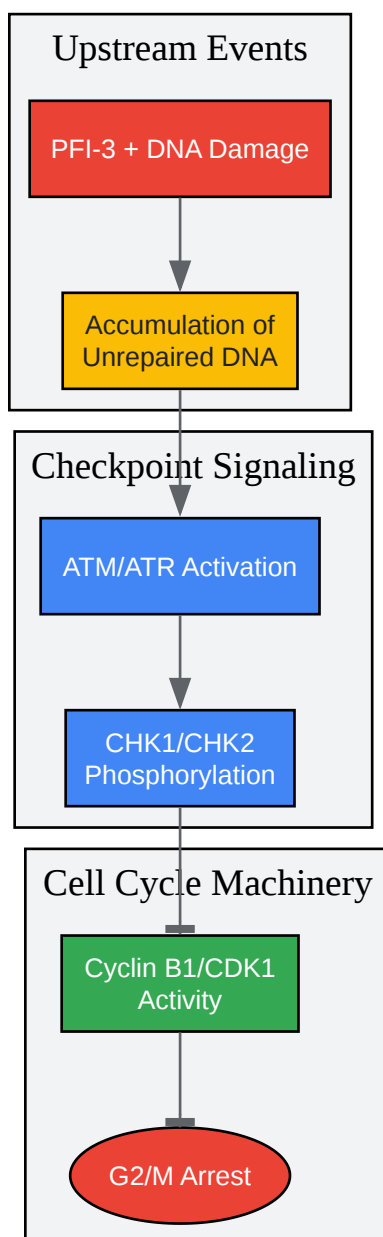 Upstream Events
PFI-3 + DNA Damage
Accumulation of
Unrepaired DNA
Checkpoint Signaling
ATM/ATR Activation
CHK1/CHK2
Phosphorylation
Cell Cycle Machinery
Cyclin B1/CDK1
Activity
G2/M Arrest